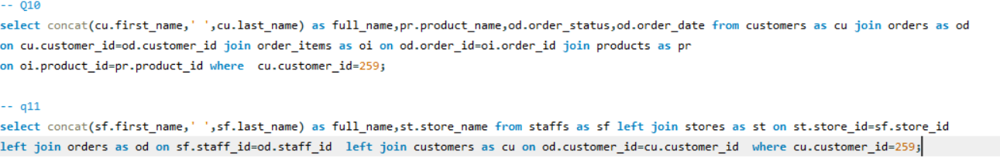 -- Q10
select concat(cu.first_name,' ',cu.last_name) as full_name,pr.product_name,od.order_status,od.order_date from customers as cu join orders as od
on cu.customer_id=od.customer_id join order_items as oi on od.order_id=oi.order_id join products as pr
on oi.product_id=pr.product_id where  cu.customer_id=259;
-- q11
select concat(sf.first_name,' ',sf.last_name) as full_name,st.store_name from staffs as sf left join stores as st on st.store_id=sf.store_id
left join orders as od on sf.staff_id=od.staff_id  left join customers as cu on od.customer_id=cu.customer_id  where cu.customer_id=259;